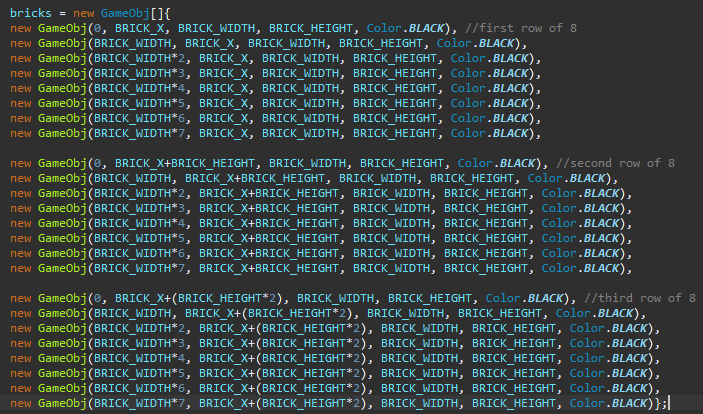 bricks = new GameObj[]{
new GameObj(0, BRICK_X, BRICK_WIDTH, BRICK_HEIGHT, Color.BLACK), //first row of 8
new GameObj(BRICK_WIDTH, BRICK_X, BRICK_WIDTH, BRICK_HEIGHT, Color.BLACK),
new GameObj(BRICK_WIDTH*2, BRICK_X, BRICK_WIDTH, BRICK_HEIGHT, Color.BLACK),
new GameObj(BRICK_WIDTH*3, BRICK_X, BRICK_WIDTH, BRICK_HEIGHT, Color.BLACK),
new GameObj(BRICK_WIDTH*4, BRICK_X, BRICK_WIDTH, BRICK_HEIGHT, Color.BLACK),
new GameObj(BRICK_WIDTH*5, BRICK_X, BRICK_WIDTH, BRICK_HEIGHT, Color.BLACK),
new GameObj(BRICK_WIDTH*6, BRICK_X, BRICK_WIDTH, BRICK_HEIGHT, Color.BLACK),
new GameObj(BRICK_WIDTH*7, BRICK_X, BRICK_WIDTH, BRICK_HEIGHT, Color.BLACK),
new GameObj(0, BRICK_X+BRICK_HEIGHT, BRICK_WIDTH, BRICK_HEIGHT, Color.BLACK), //second row of 8
new GameObj(BRICK_WIDTH, BRICK_X+BRICK_HEIGHT, BRICK_WIDTH, BRICK_HEIGHT, Color.BLACK),
new GameObj(BRICK_WIDTH*2, BRICK_X+BRICK_HEIGHT, BRICK_WIDTH, BRICK_HEIGHT, Color.BLACK),
new GameObj(BRICK_WIDTH*3, BRICK_X+BRICK_HEIGHT, BRICK_WIDTH, BRICK_HEIGHT, Color.BLACK),
new GameObj(BRICK_WIDTH*4, BRICK_X+BRICK_HEIGHT, BRICK_WIDTH, BRICK_HEIGHT, Color.BLACK),
new GameObj(BRICK_WIDTH*5, BRICK_X+BRICK_HEIGHT, BRICK_WIDTH, BRICK_HEIGHT, Color.BLACK),
new GameObj(BRICK_WIDTH*6, BRICK_X+BRICK_HEIGHT, BRICK_WIDTH, BRICK_HEIGHT, Color.BLACK),
new GameObj(BRICK_WIDTH*7, BRICK_X+BRICK_HEIGHT, BRICK_WIDTH, BRICK_HEIGHT, Color.BLACK),
new GameObj(0, BRICK_X+(BRICK_HEIGHT*2), BRICK_WIDTH, BRICK_HEIGHT, Color.BLACK), //third row of 8
new GameObj(BRICK_WIDTH, BRICK_X+(BRICK_HEIGHT*2), BRICK_WIDTH, BRICK_HEIGHT, Color.BLACK),
new GameObj(BRICK_WIDTH*2, BRICK_X+(BRICK_HEIGHT*2), BRICK_WIDTH, BRICK_HEIGHT, Color.BLACK),
new GameObj(BRICK_WIDTH*3, BRICK_X+(BRICK_HEIGHT*2), BRICK_WIDTH, BRICK_HEIGHT, Color.BLACK),
new GameObj(BRICK_WIDTH*4, BRICK_X+(BRICK_HEIGHT*2), BRICK_WIDTH, BRICK_HEIGHT, Color.BLACK),
new GameObj(BRICK_WIDTH*5, BRICK_X+(BRICK_HEIGHT*2), BRICK_WIDTH, BRICK_HEIGHT, Color.BLACK),
new GameObj(BRICK_WIDTH*6, BRICK_X+(BRICK_HEIGHT*2), BRICK_WIDTH, BRICK_HEIGHT, Color.BLACK),
new GameObj(BRICK_WIDTH*7, BRICK_X+(BRICK_HEIGHT*2), BRICK_WIDTH, BRICK_HEIGHT, Color.BLACK)};